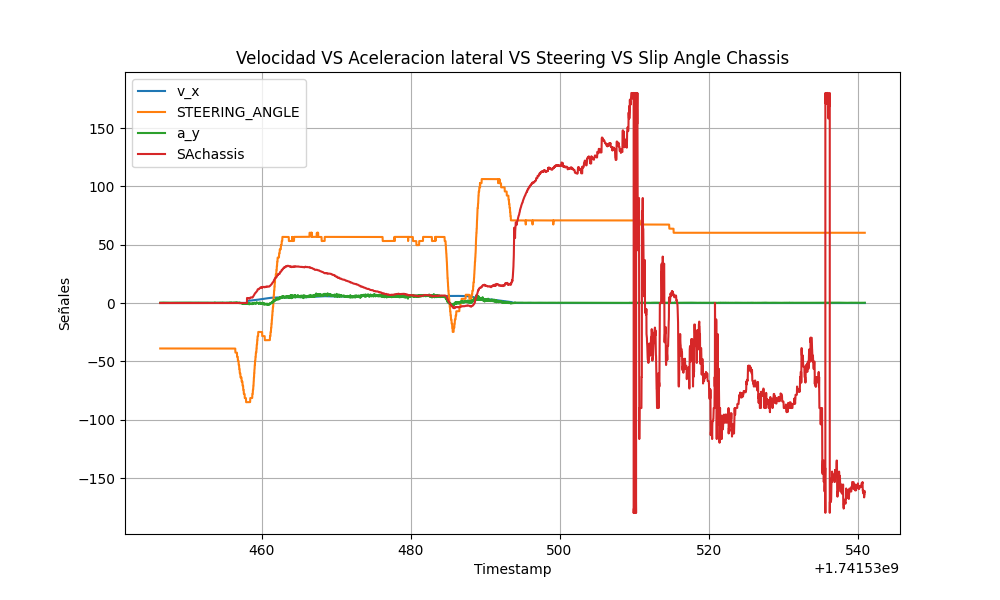 Velocidad VS Aceleracion lateral VS Steering VS Slip Angle Chassis
v_x
STEERING_ANGLE
a_y
SAchassis
150
100
50
0
−50
−100
−150
Señales
460
480
500
520
540
Timestamp
+1.74153e9